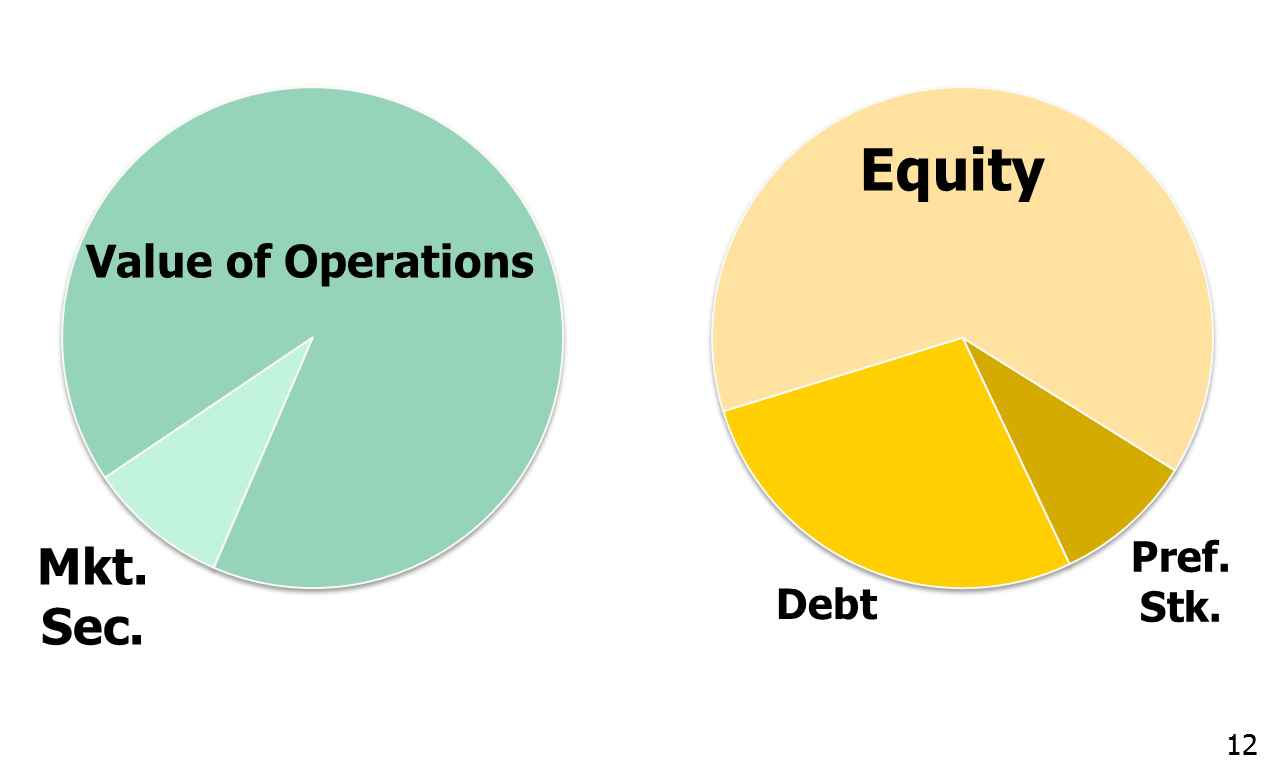 Value of Operations
Mkt.
Sec.
Equity
Debt
Pref.
Stk.
12